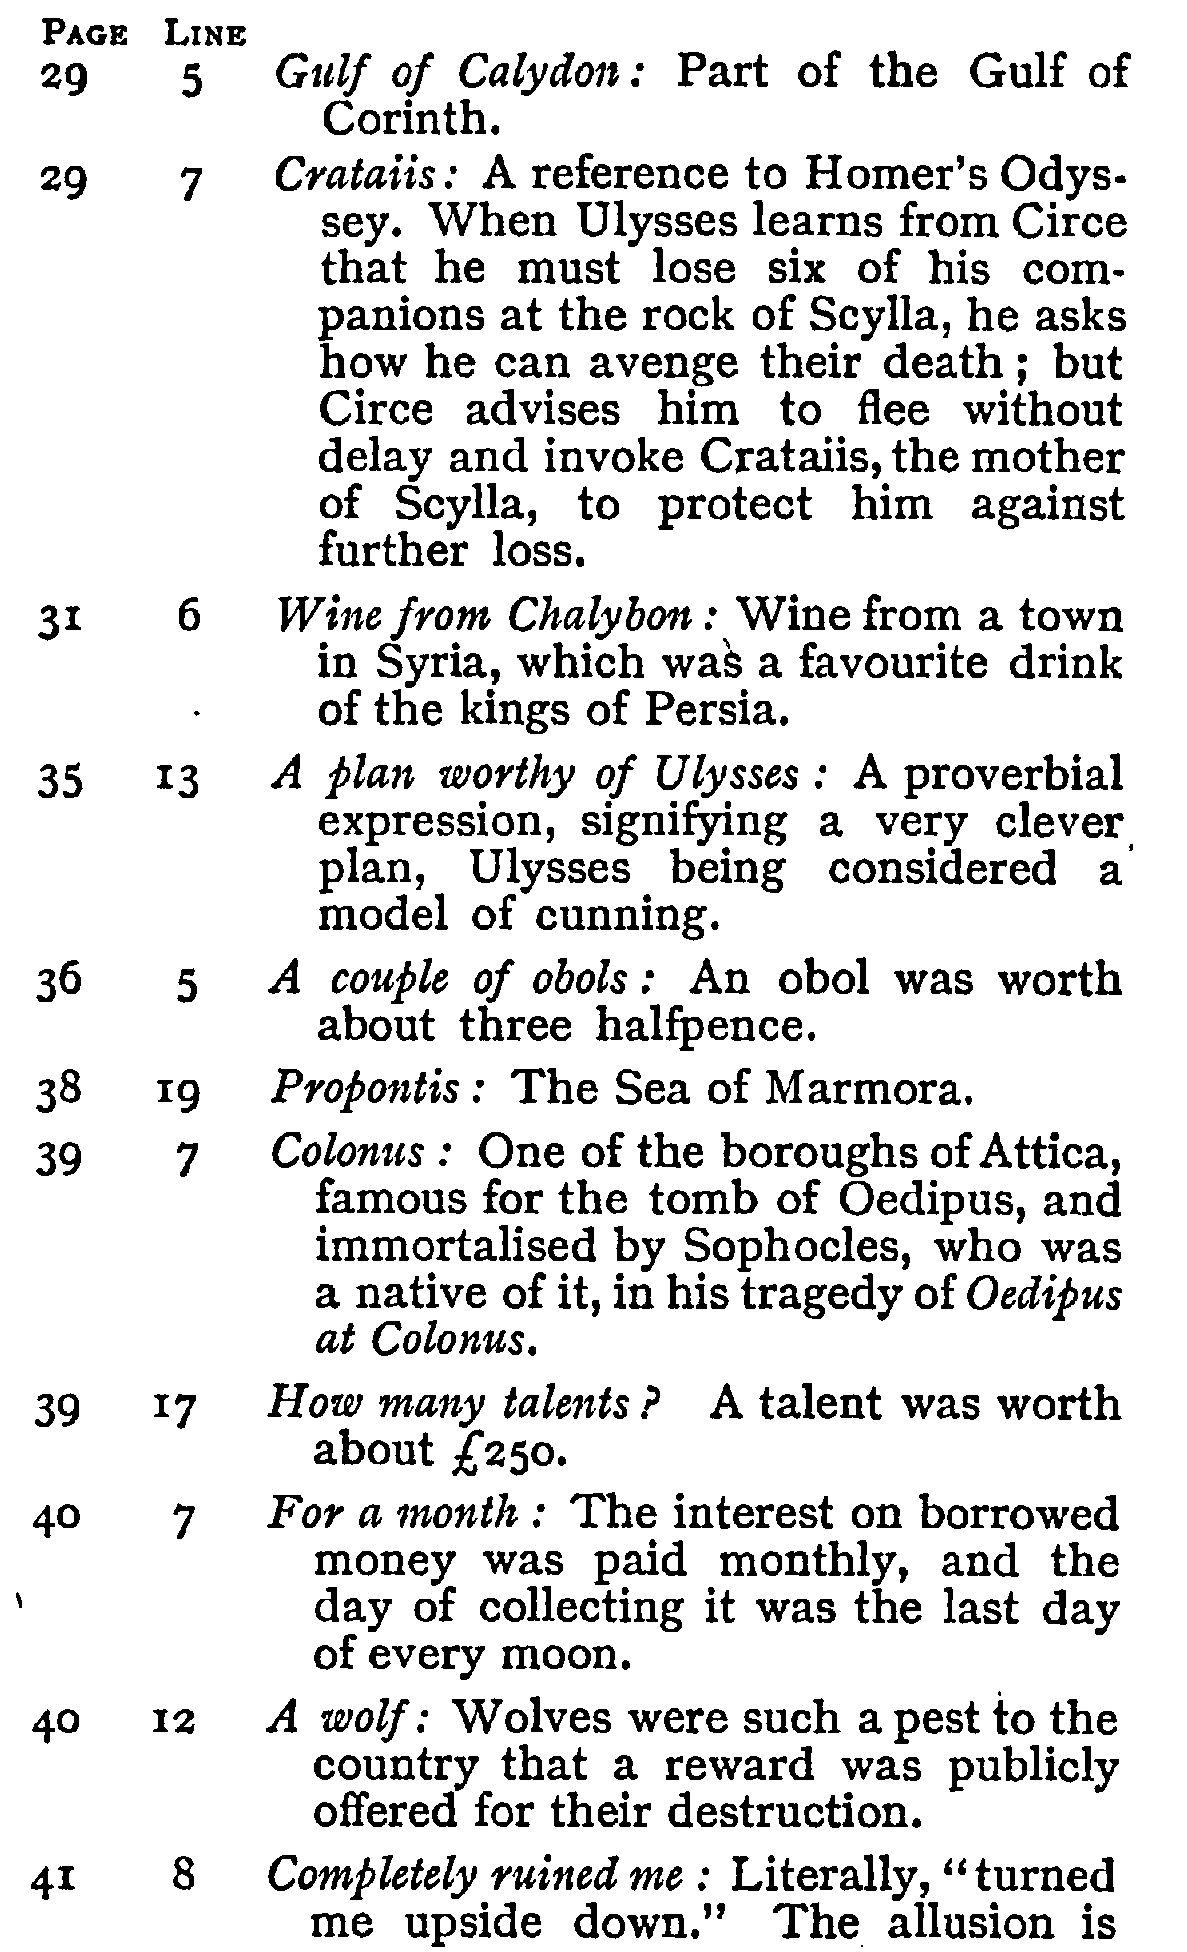 PAGE LINE
29 5 Gulf of Calydon: Part of the Gulf of
Corinth.
29 7 Crataiis: A reference to Homer's Odys-
sey. When Ulysses learns from Circe
that he must lose six of his com-
panions at the rock of Scylla, he asks
how he can avenge their death; but
Circe advises him to flee without
delay and invoke Crataiis, the mother
of Scylla, to protect him against
further loss.
31 6 Wine from Chalybon: Wine from a town
in Syria, which was a favourite drink
of the kings of Persia.
35 13 A plan worthy of Ulysses: A proverbial
expression, signifying a very clever
plan, Ulysses being considered a
model of cunning.
36 5 A couple of obols: An obol was worth
about three halfpence.
38 19 Propontis: The Sea of Marmora.
39 7 Colonus: One of the boroughs of Attica,
famous for the tomb of Oedipus, and
immortalised by Sophocles, who was
a native of it, in his tragedy of Oedipus
at Colonus.
39 17 How many talents? A talent was worth
about £250.
40 7 For a month: The interest on borrowed
money was paid monthly, and the
day of collecting it was the last day
of every moon.
40 12 A wolf: Wolves were such a pest to the
country that a reward was publicly
offered for their destruction.
41 8 Completely ruined me: Literally, "turned
me upside down." The allusion is